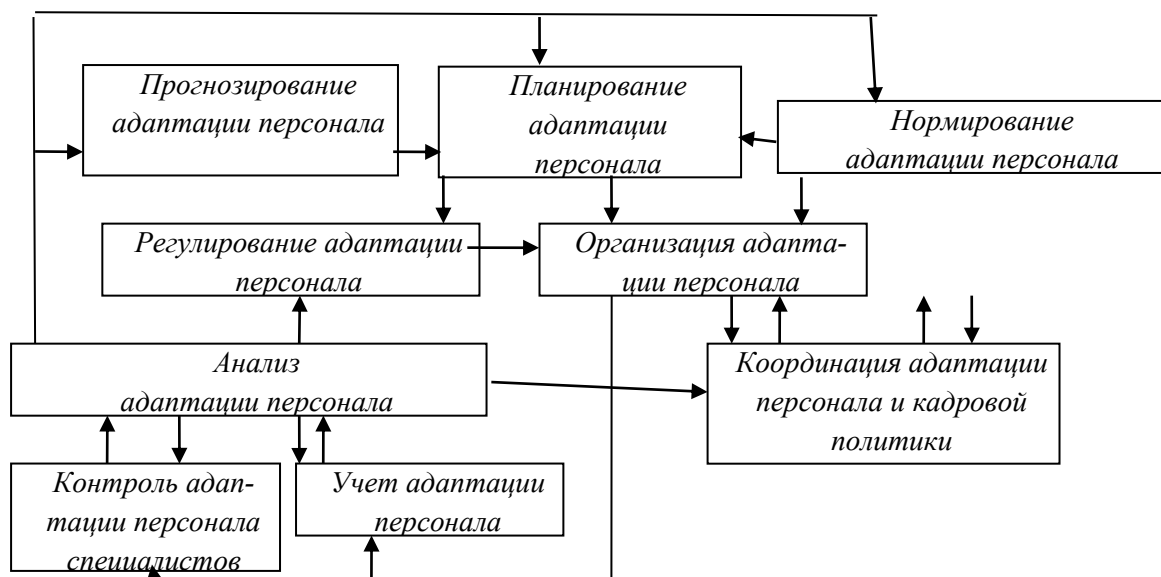 Прогнозирование
адаптации персонала
Планирование
адаптации
персонала
Нормирование
адаптации персонала
Регулирование адаптации
персонала
Организация адапта-
ции персонала
Анализ
адаптации персонала
Координация адаптации
персонала и кадровой
политики
Контроль адап-
тации персонала
специалистов
Учет адаптации
персонала